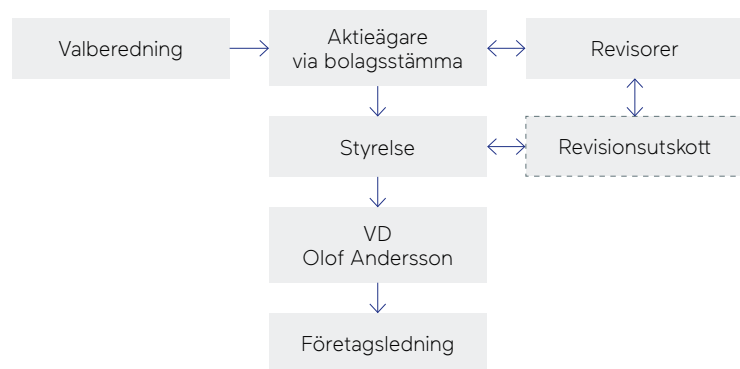 Valberedning
Aktieägare
via bolagsstämma
Revisorer
Styrelse
Revisionsutskott
VD
Olof Andersson
Företagsledning